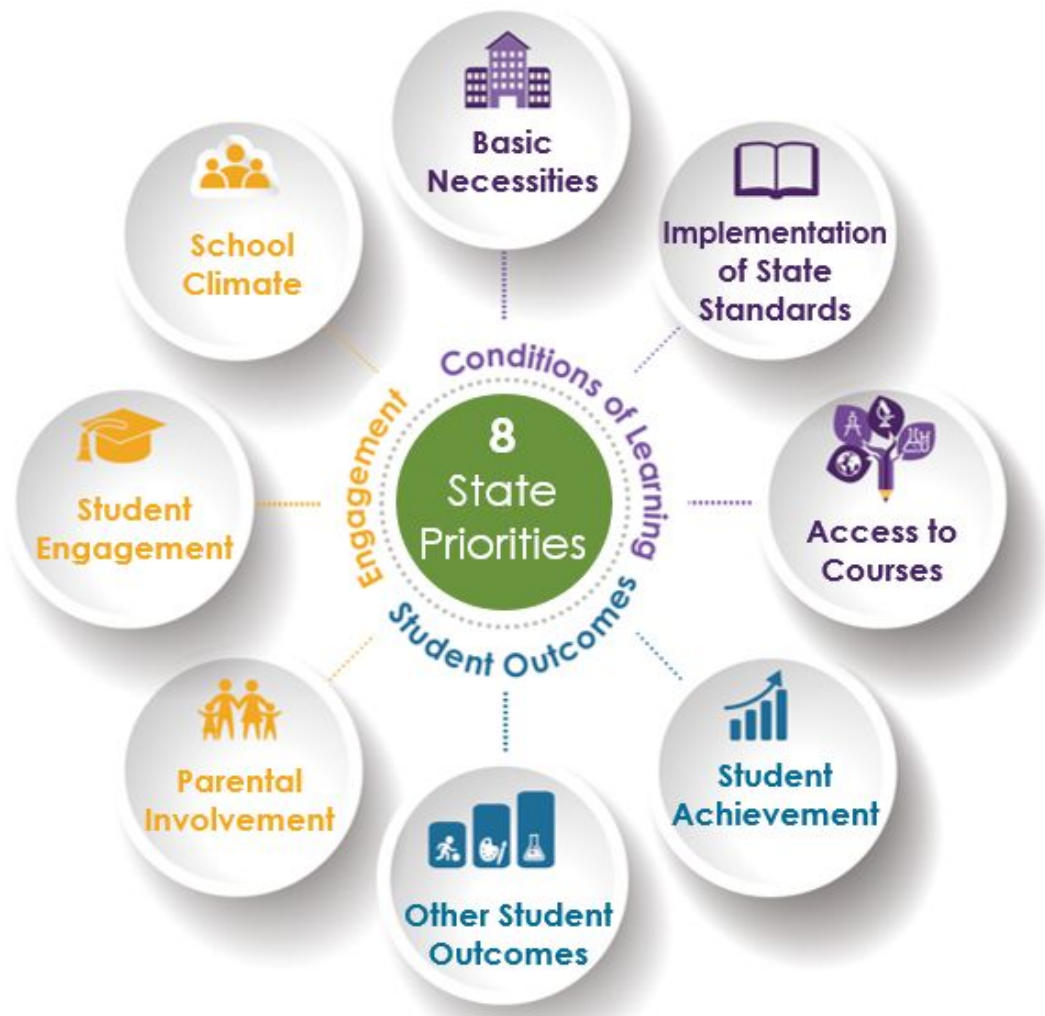 Basic
Necessities
Implementation
of State
Standards
Access to
Courses
Student
Achievement
Other Student
Outcomes
Parental
Involvement
Student
Engagement
School
Climate
Conditions of Learning
Student Outcomes
Engagement
8
State
Priorities